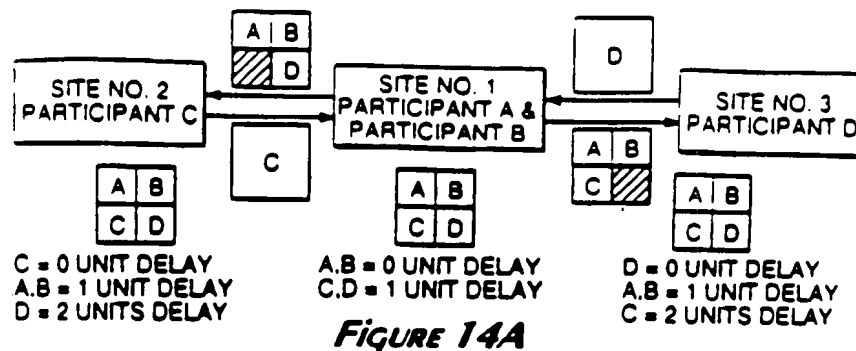 A B
D
D
SITE NO. 2
PARTICIPANT C
SITE NO. 1
PARTICIPANT A &
PARTICIPANT B
SITE NO. 3
PARTICIPANT D
C
A B
C
A B
C D
C = 0 UNIT DELAY
A.B = 1 UNIT DELAY
D = 2 UNITS DELAY
A B
C D
A.B = 0 UNIT DELAY
C.D = 1 UNIT DELAY
A B
C D
D = 0 UNIT DELAY
A.B = 1 UNIT DELAY
C = 2 UNITS DELAY
FIGURE 14A